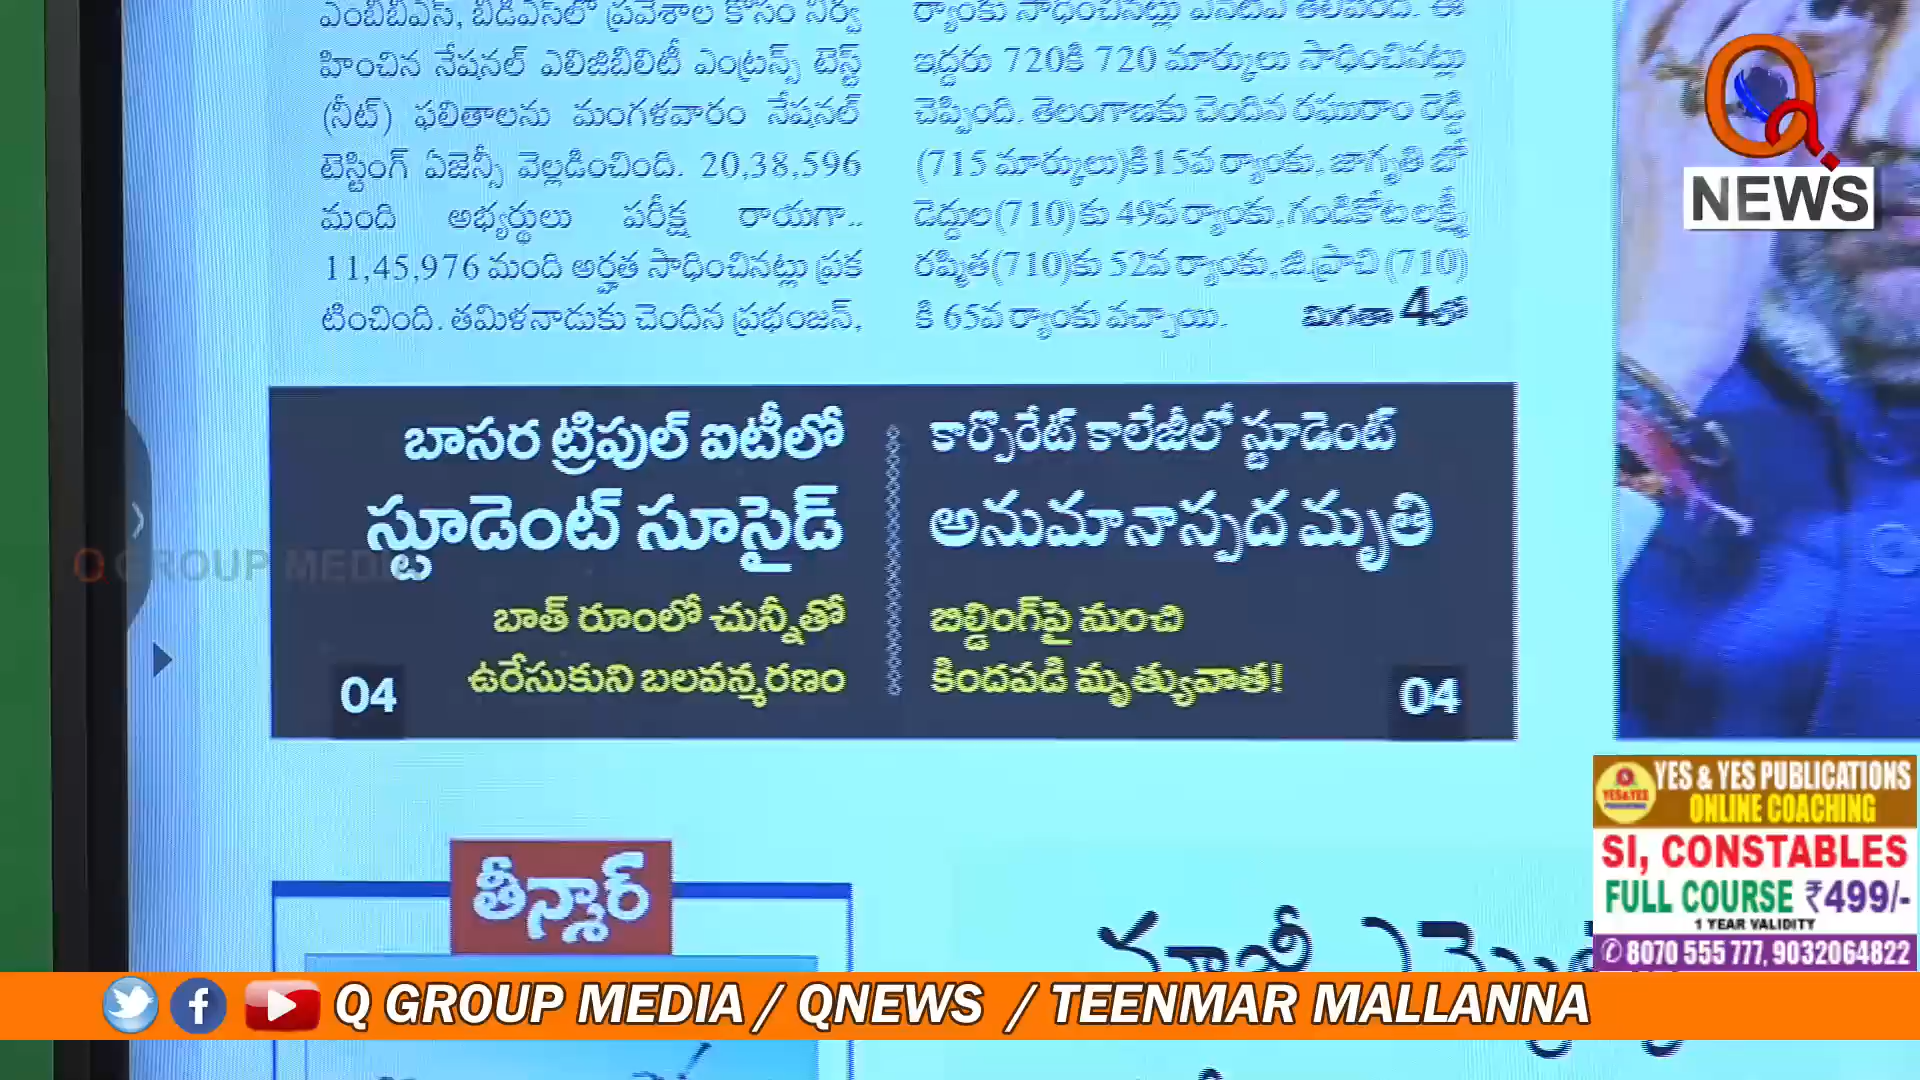 ఎంబీబీఎస్, బీడీఎస్‌లో ప్రవేశాల కోసం నిర్వ
హించిన నేషనల్ ఎలిజిబిలిటీ ఎంట్రన్స్ టెస్ట్
(నీట్) ఫలితాలను మంగళవారం నేషనల్
టెస్టింగ్ ఏజెన్సీ వెల్లడించింది. 20,38,596
మంది అభ్యర్థులు పరీక్ష రాయగా..
11,45,976 మంది అర్హత సాధించినట్లు ప్రక
టించింది. తమిళనాడుకు చెందిన ప్రభంజన్,
ర్యాంకు సాధించినట్లు ఎన్‌టీఏ తెలిపింది. ఈ
ఇద్దరు 720కి 720 మార్కులు సాధించినట్లు
చెప్పింది. తెలంగాణకు చెందిన రఘురాం రెడ్డి
(715 మార్కులు)కి 15వ ర్యాంకు, జాగృతి బో
డెద్దుల(710) కు 49వ ర్యాంకు, గండికోట లక్ష్మీ
రష్మిత(710)కు 52వ ర్యాంకు, జి.ప్రాచి (710)
కి 65వ ర్యాంకు వచ్చాయి. మిగతా 4లో
బాసర ట్రిపుల్ ఐటీలో
స్టూడెంట్ సూసైడ్
బాత్ రూంలో చున్నీతో
ఉరేసుకుని బలవన్మరణం
04
కార్పొరేట్ కాలేజీలో స్టూడెంట్
అనుమానాస్పద మృతి
బిల్డింగ్‌పై నుంచి
కిందపడి మృత్యువాత!
04
తీన్మార్
Q NEWS
Q GROUP MEDIA
YES & YES PUBLICATIONS
ONLINE COACHING
SI, CONSTABLES
FULL COURSE ₹499/-
1 YEAR VALIDITY
8070 555 777, 9032064822
Q GROUP MEDIA / QNEWS / TEENMAR MALLANNA